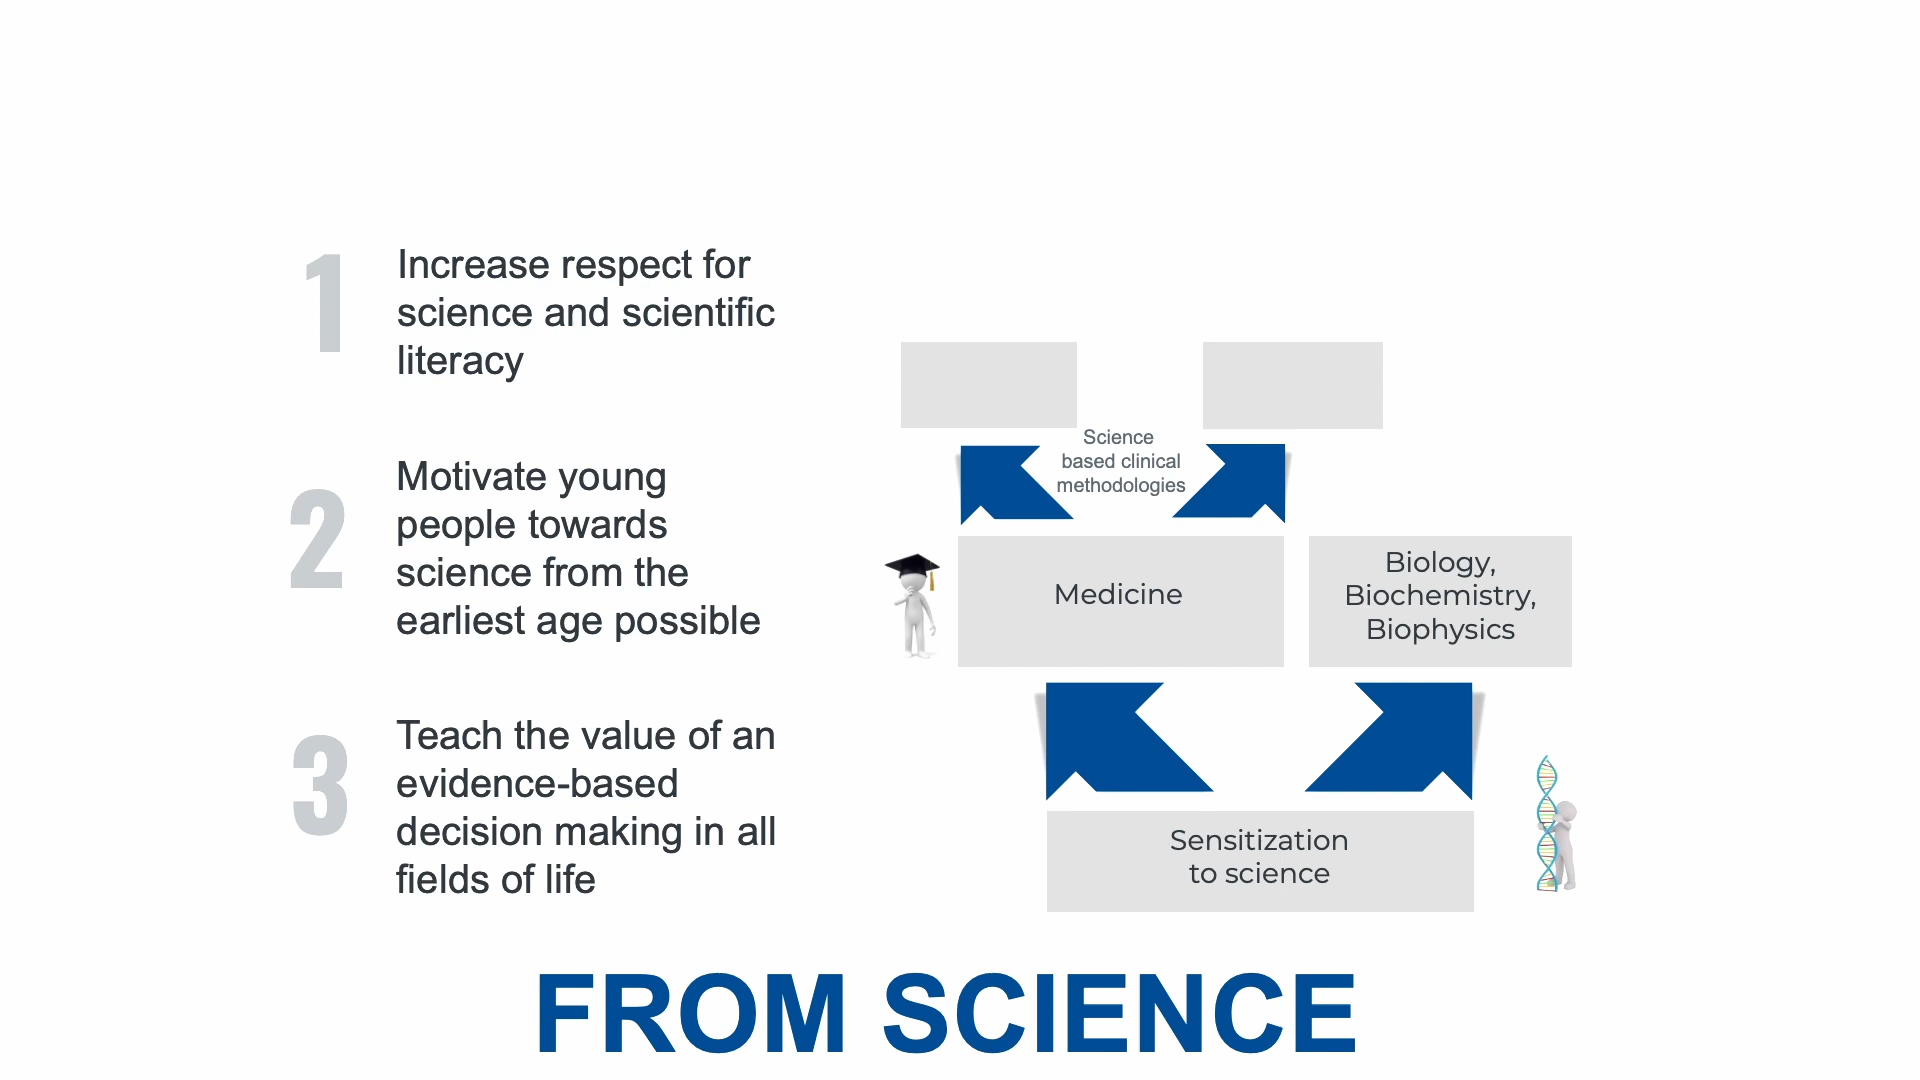 1
Increase respect for
science and scientific
literacy
2
Motivate young
people towards
science from the
earliest age possible
3
Teach the value of an
evidence-based
decision making in all
fields of life
Science
based clinical
methodologies
Medicine
Biology,
Biochemistry,
Biophysics
Sensitization
to science
FROM SCIENCE